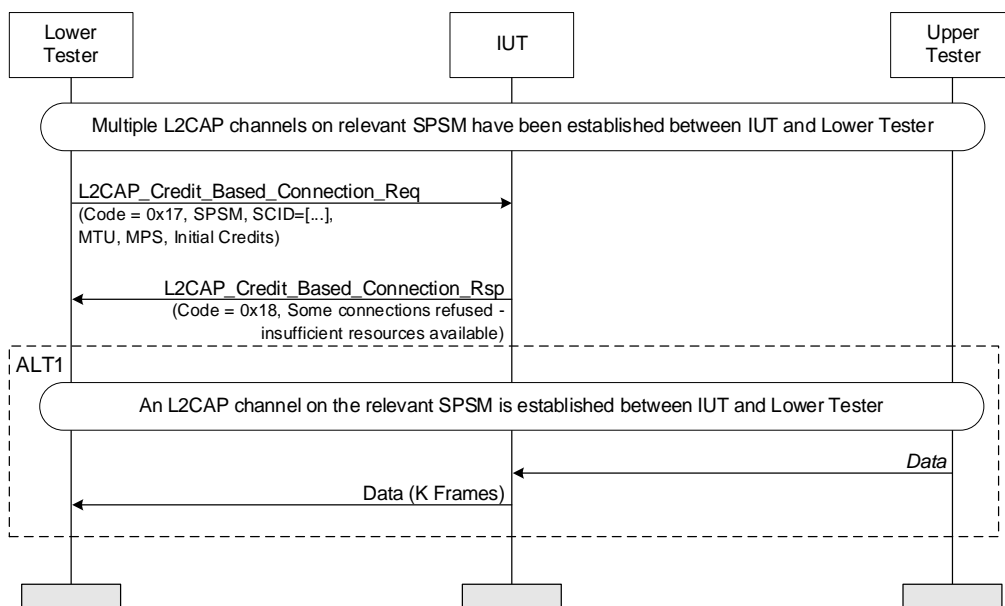 Lower
Tester
IUT
Upper
Tester
Multiple L2CAP channels on relevant SPSM have been established between IUT and Lower Tester
L2CAP_Credit_Based_Connection_Req
(Code = 0x17, SPSM, SCID=[...],
MTU, MPS, Initial Credits)
L2CAP_Credit_Based_Connection_Rsp
(Code = 0x18, Some connections refused -
insufficient resources available)
ALT1
An L2CAP channel on the relevant SPSM is established between IUT and Lower Tester
Data
Data (K Frames)